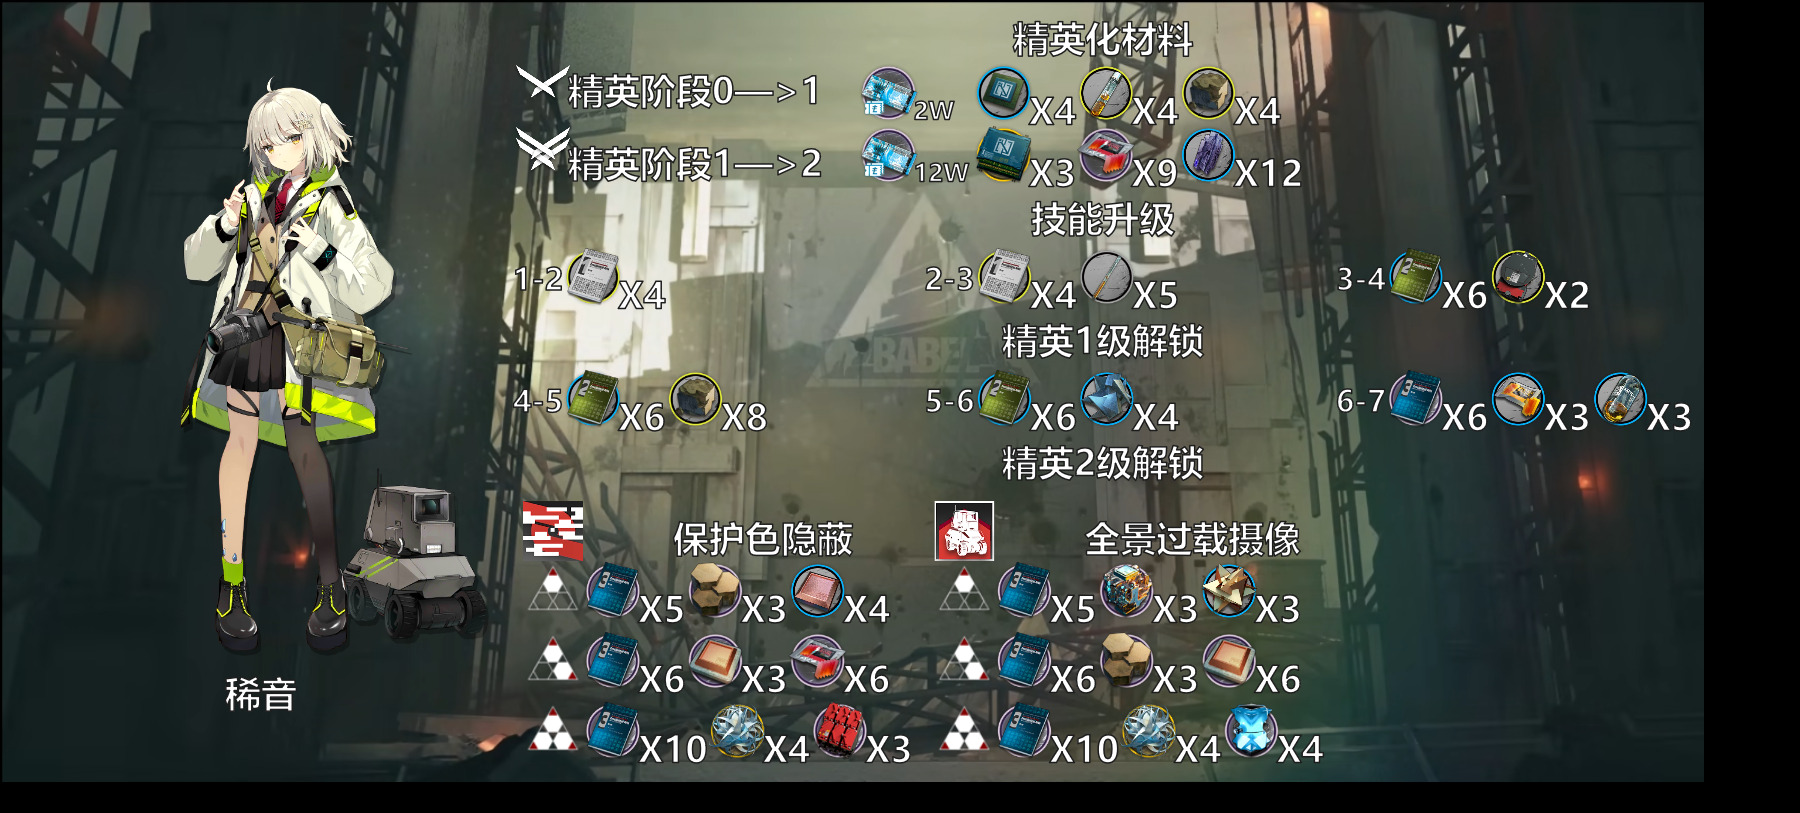 精英化材料
精英阶段0—>1 2W X4 X4 X4
精英阶段1—>2 12W X3 X9 X12
技能升级
1-2 X4 2-3 X4 X5 3-4 X6 X2
精英1级解锁
BABEL
4-5 X6 X8 5-6 X6 X4 6-7 X6 X3 X3
精英2级解锁
保护色隐蔽 全景过载摄像
X5 X3 X4 X5 X3 X3
X6 X3 X6 X6 X3 X6
稀音
X10 X4 X3 X10 X4 X4